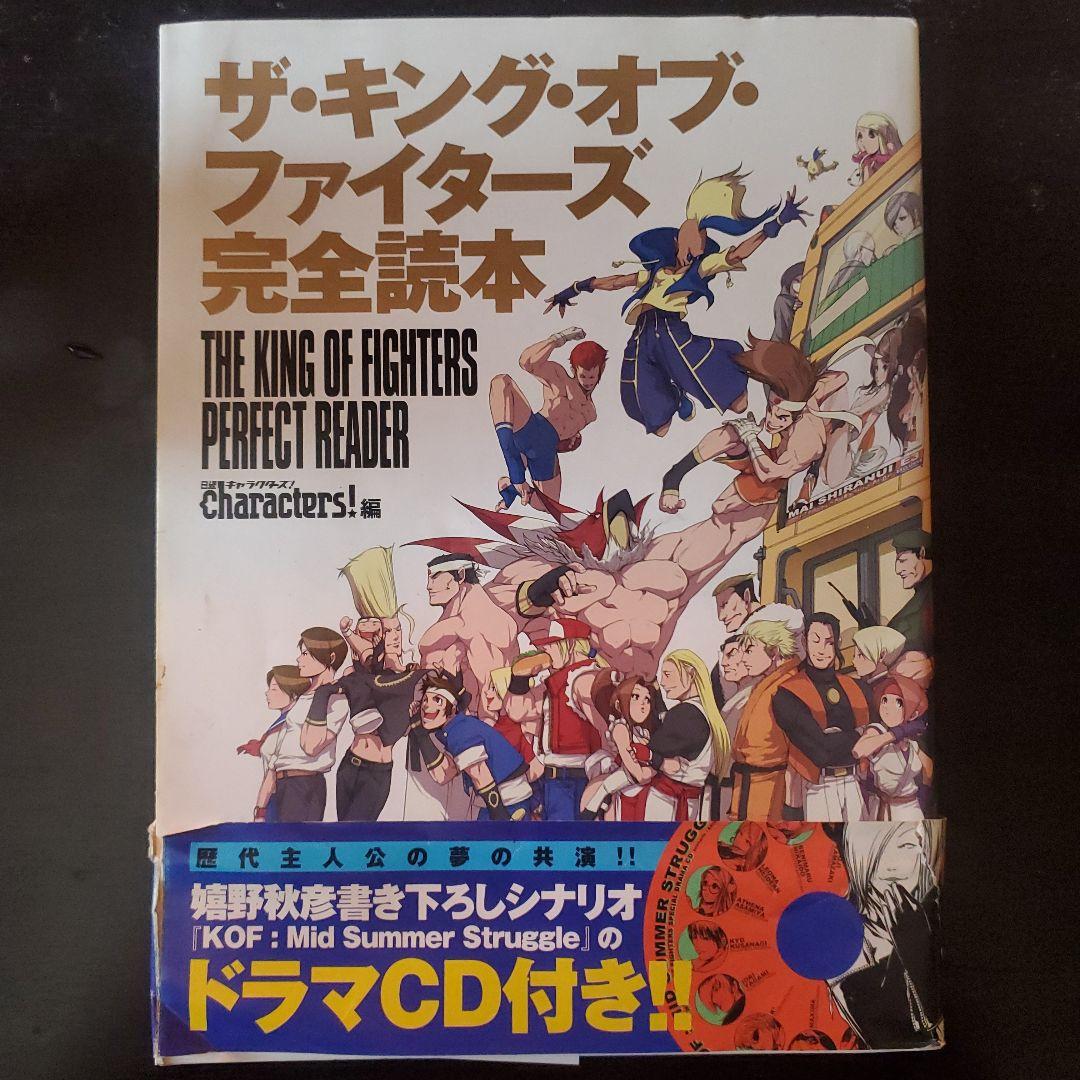 ザ・キング・オブ・
ファイターズ
完全読本
THE KING OF FIGHTERS
PERFECT READER
日経キャラクターズ!
Characters!編
MAI SHIRANUI
歴代主人公の夢の共演!!
嬉野秋彦書き下ろしシナリオ
『KOF：Mid Summer Struggle』の
ドラマCD付き!!
BENIMARU
NIKAIDO
ATHENA
ASAMIYA
KYO
KUSANAGI
IORI
YAGAMI
MAXIMA